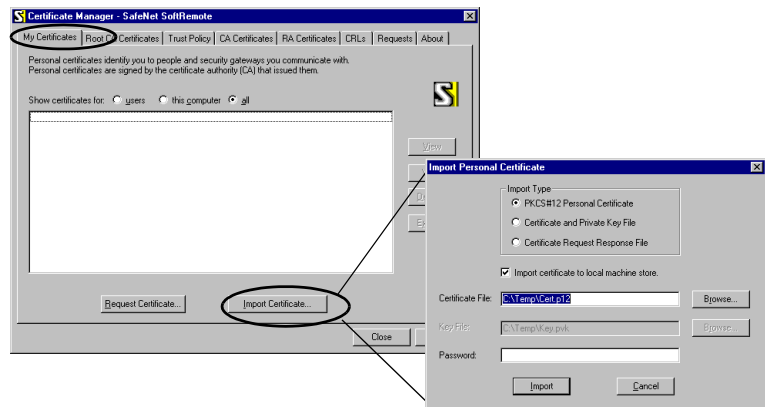 Certificate Manager - SafeNet SoftRemote
My Certificates Root CA Certificates Trust Policy CA Certificates RA Certificates CRLs Requests About
Personal certificates identify you to people and security gateways you communicate with.
Personal certificates are signed by the certificate authority (CA) that issued them.
Show certificates for: users this computer all
View
Request Certificate...
Import Certificate...
Close
Import Personal Certificate
Import Type
PKCS#12 Personal Certificate
Certificate and Private Key File
Certificate Request Response File
Import certificate to local machine store.
Certificate File: C:\Temp\Cert.p12 Browse...
Key File: C:\Temp\Key.pvk Browse...
Password:
Import Cancel